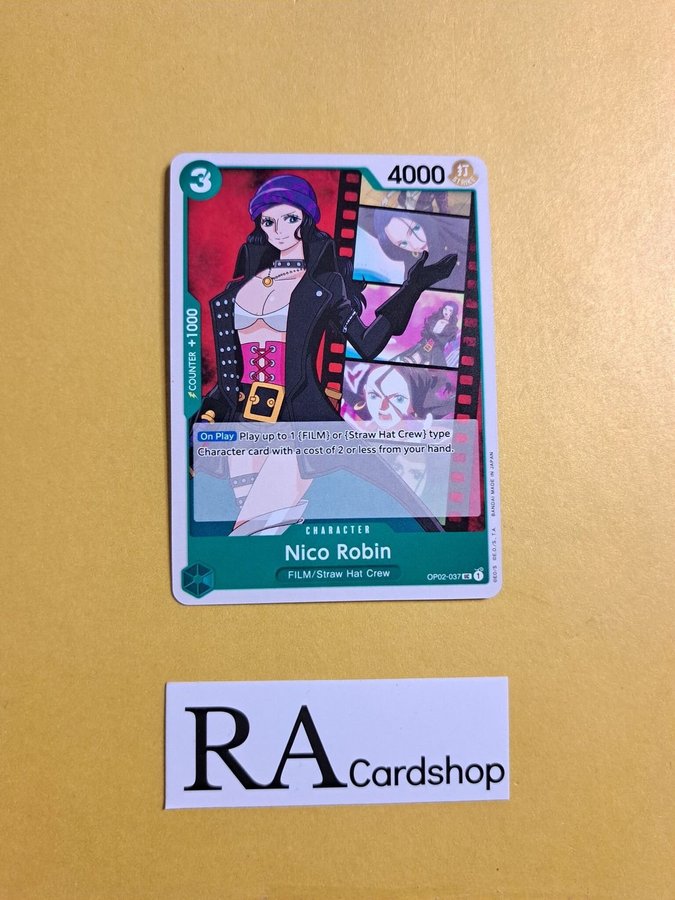 3
4000
打
STRIKE
COUNTER +1000
On Play Play up to 1 {FILM} or {Straw Hat Crew} type
Character card with a cost of 2 or less from your hand.
CHARACTER
Nico Robin
FILM/Straw Hat Crew
OP02-037 UC 1
BANDAI MADE IN JAPAN
RA Cardshop